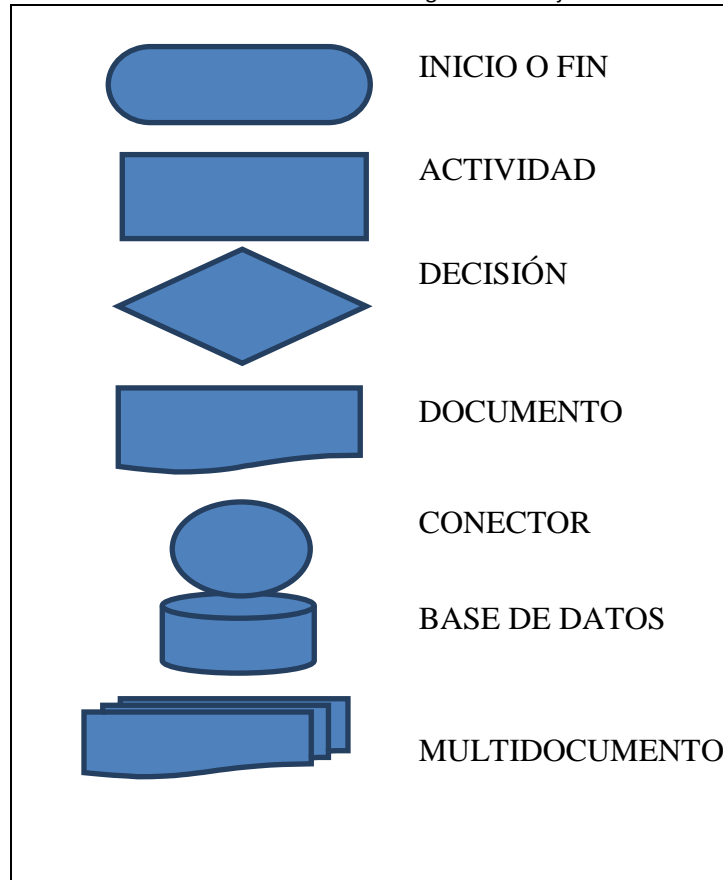 INICIO O FIN
ACTIVIDAD
DECISIÓN
DOCUMENTO
CONECTOR
BASE DE DATOS
MULTIDOCUMENTO